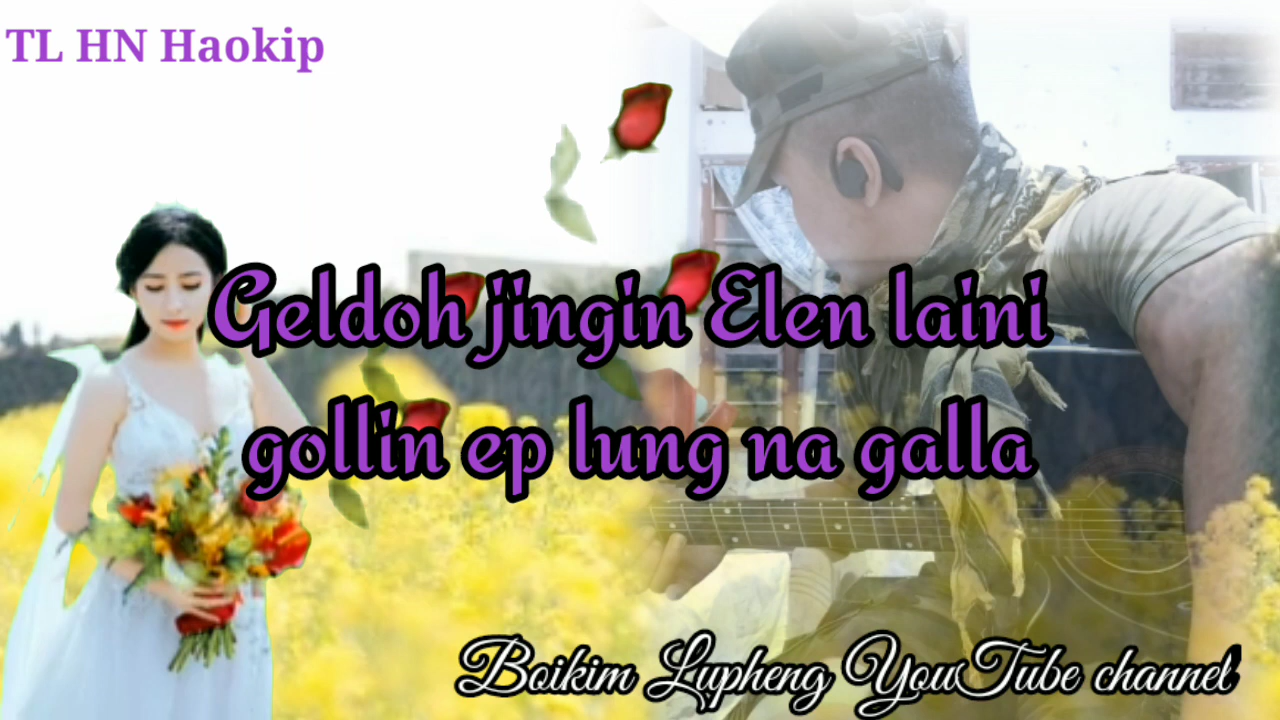 TL HN Haokip
Geldoh jingin Elen laini
gollin ep lung na galla
Boikim Lupheng YouTube channel